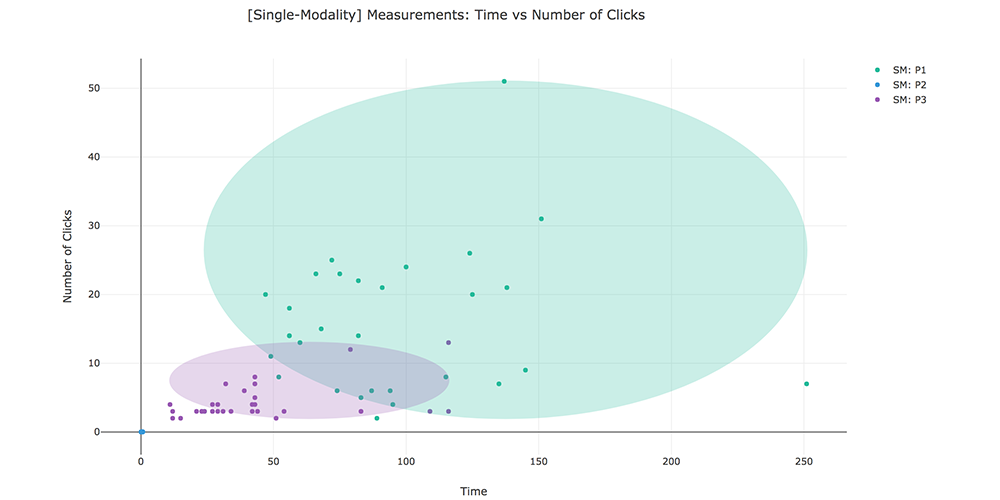 [Single-Modality] Measurements: Time vs Number of Clicks
SM: P1
SM: P2
SM: P3
Number of Clicks
50
40
30
20
10
0
0 50 100 150 200 250
Time